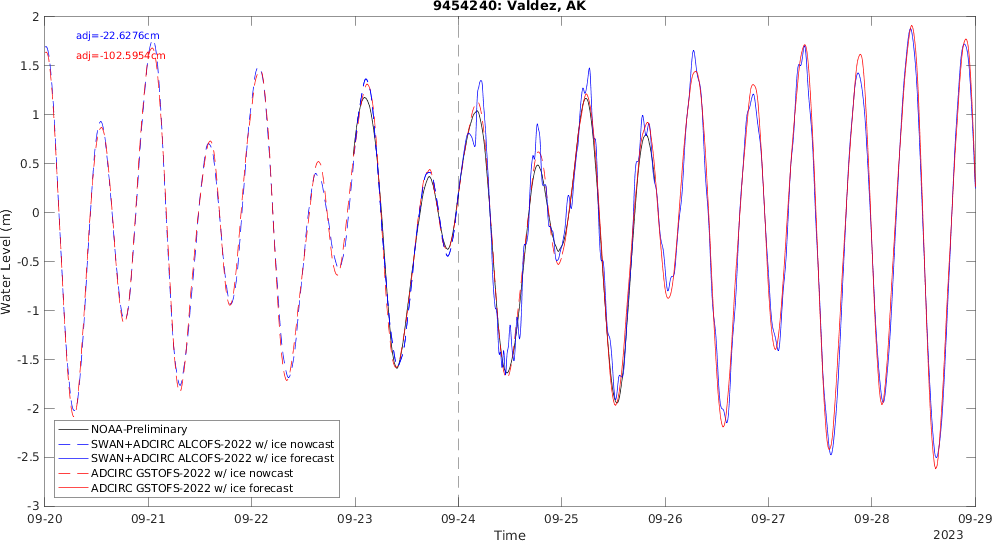 9454240: Valdez, AK
adj=-22.6276cm
adj=-102.5954cm
2
1.5
1
0.5
0
-0.5
-1
-1.5
-2
-2.5
-3
Water Level (m)
NOAA-Preliminary
SWAN+ADCIRC ALCOFS-2022 w/ ice nowcast
SWAN+ADCIRC ALCOFS-2022 w/ ice forecast
ADCIRC GSTOFS-2022 w/ ice nowcast
ADCIRC GSTOFS-2022 w/ ice forecast
09-20 09-21 09-22 09-23 09-24 09-25 09-26 09-27 09-28 09-29
Time
2023